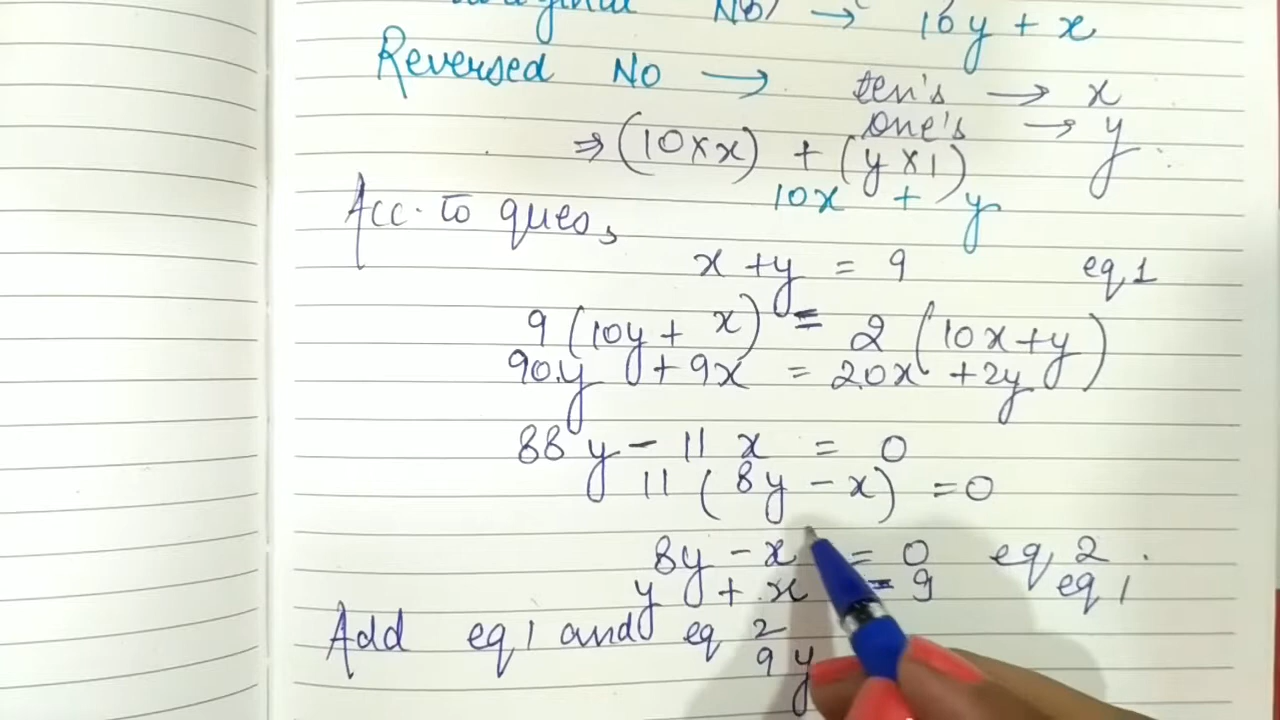 No → 10y + x
Reversed No → ten's → x
one's → y
⇒ (10×x) + (y×1)
10x + y
Acc. to ques,
x + y = 9 eq 1
9 (10y + x) = 2 (10x + y)
90y + 9x = 20x + 2y
88y - 11x = 0
11 (8y - x) = 0
8y - x = 0 eq 2
y + x = 9 eq 1
Add eq 1 and eq 2
9y